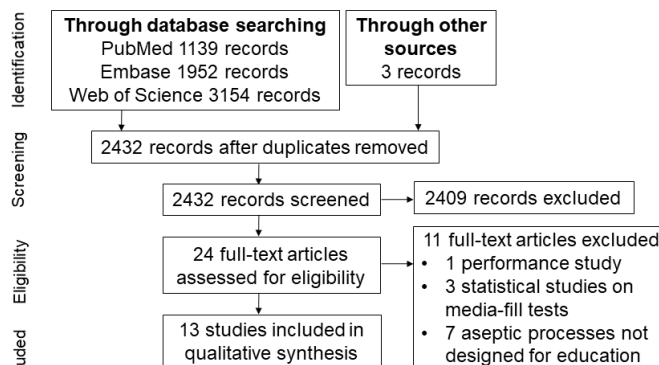 Identification
Through database searching
PubMed 1139 records
Embase 1952 records
Web of Science 3154 records
Through other
sources
3 records
2432 records after duplicates removed
Screening
2432 records screened
2409 records excluded
Eligibility
24 full-text articles
assessed for eligibility
11 full-text articles excluded
• 1 performance study
• 3 statistical studies on
media-fill tests
• 7 aseptic processes not
designed for education
13 studies included in
qualitative synthesis